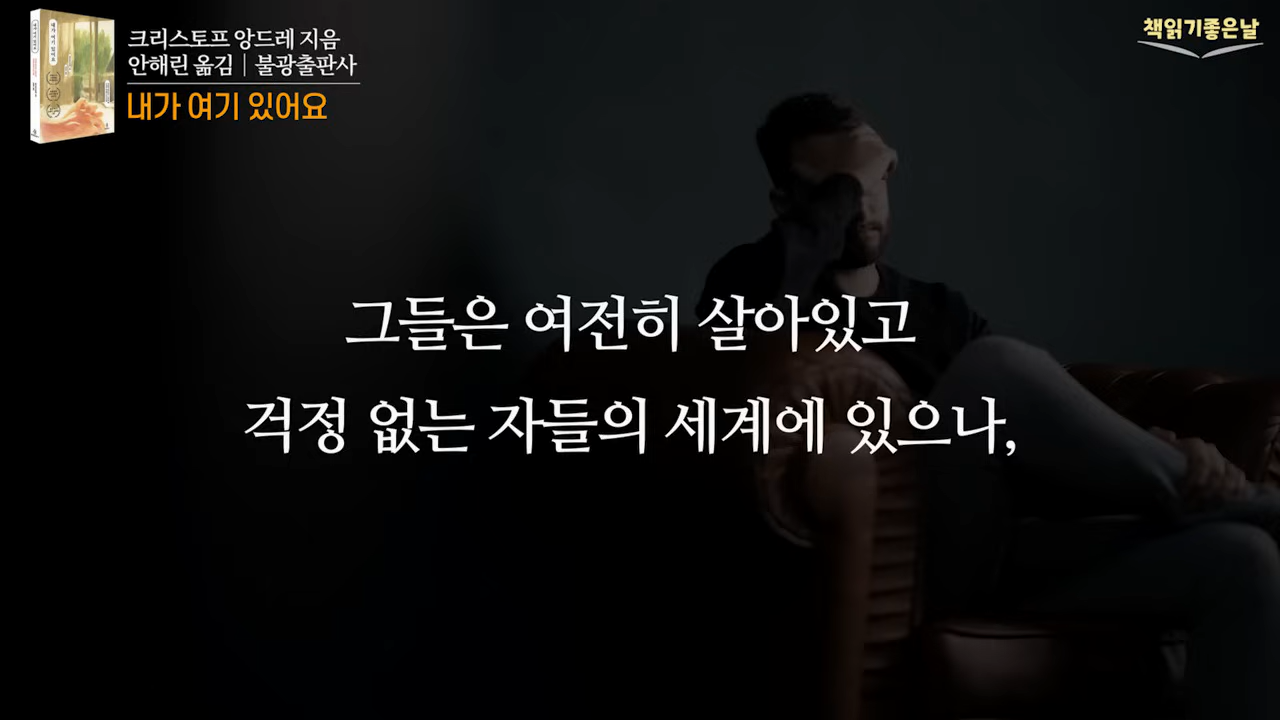 크리스토프 앙드레 지음
안해린 옮김│불광출판사
내가 여기 있어요
책읽기좋은날
그들은 여전히 살아있고
걱정 없는 자들의 세계에 있으나,